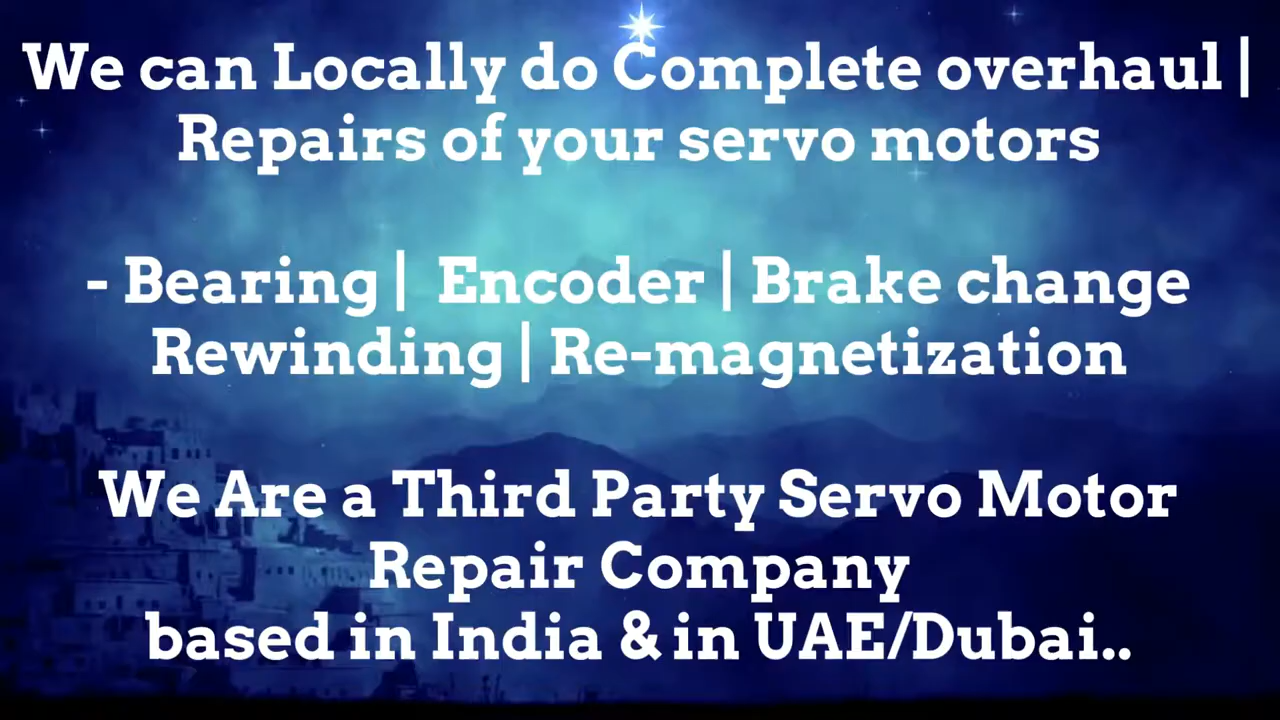 We can Locally do Complete overhaul |
Repairs of your servo motors
- Bearing | Encoder | Brake change
Rewinding | Re-magnetization
We Are a Third Party Servo Motor
Repair Company
based in India & in UAE/Dubai..